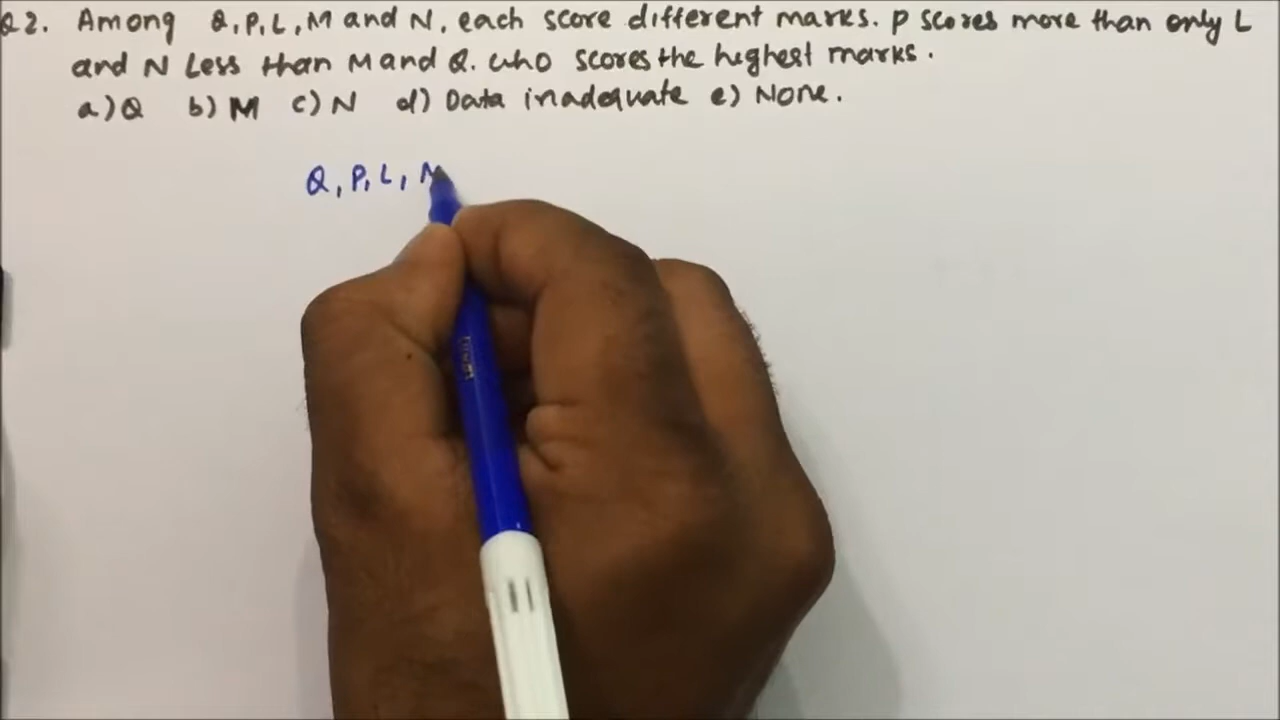 Q2. Among Q, P, L, M and N, each score different marks. P scores more than only L
and N Less than M and Q. who scores the highest marks.
a) Q b) M c) N d) Data inadequate e) None.
Q, P, L, M